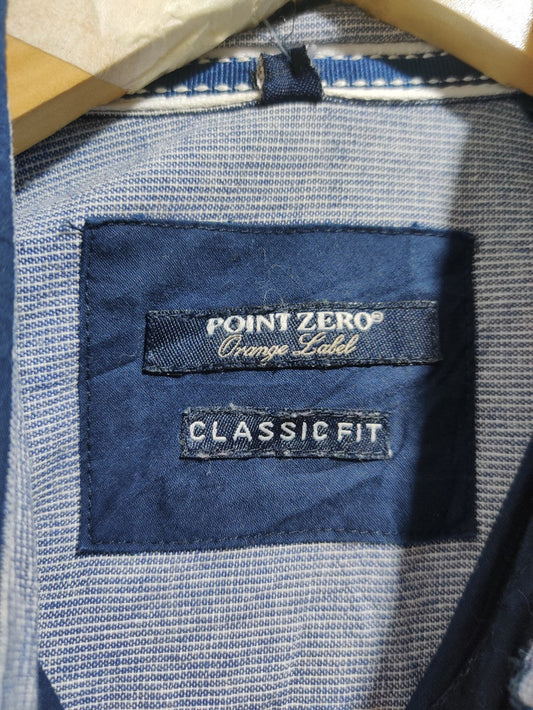 POINT ZERO®
Orange Label
CLASSIC FIT